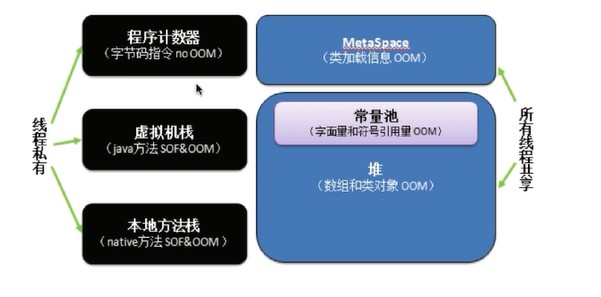 线程私有
程序计数器
（字节码指令 no OOM）
虚拟机栈
（java方法 SOF&OOM）
本地方法栈
（native方法 SOF&OOM ）
MetaSpace
（类加载信息 OOM）
常量池
（字面量和符号引用量 OOM）
堆
（数组和类对象 OOM）
所有线程共享